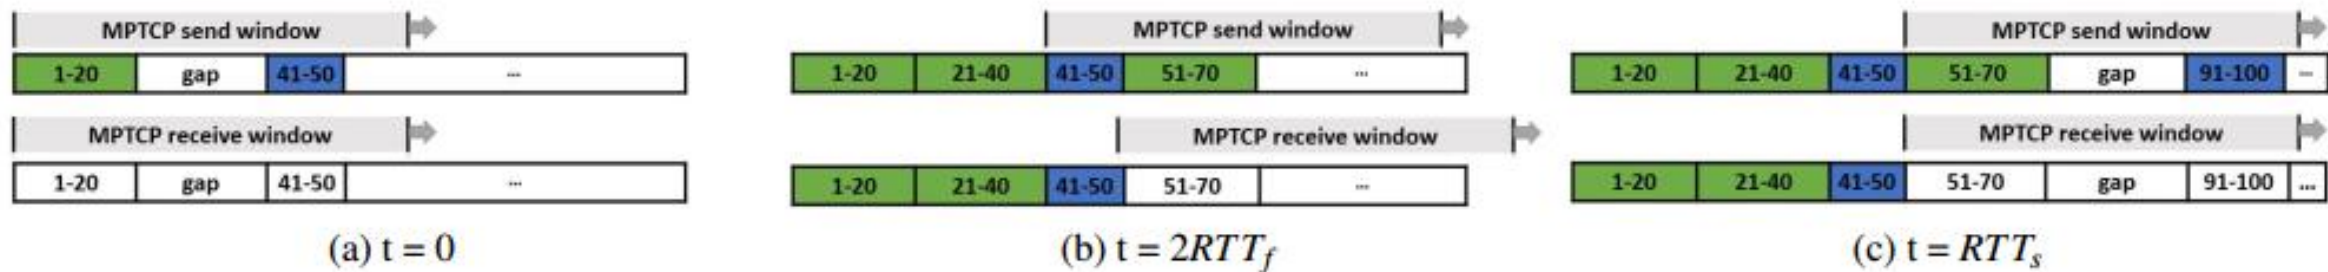 MPTCP send window
1-20 gap 41-50 ...
MPTCP receive window
1-20 gap 41-50 ...
(a) t = 0
MPTCP send window
1-20 21-40 41-50 51-70 ...
MPTCP receive window
1-20 21-40 41-50 51-70 ...
(b) t = 2RTT_f
MPTCP send window
1-20 21-40 41-50 51-70 gap 91-100 ...
MPTCP receive window
1-20 21-40 41-50 51-70 gap 91-100 ...
(c) t = RTT_s